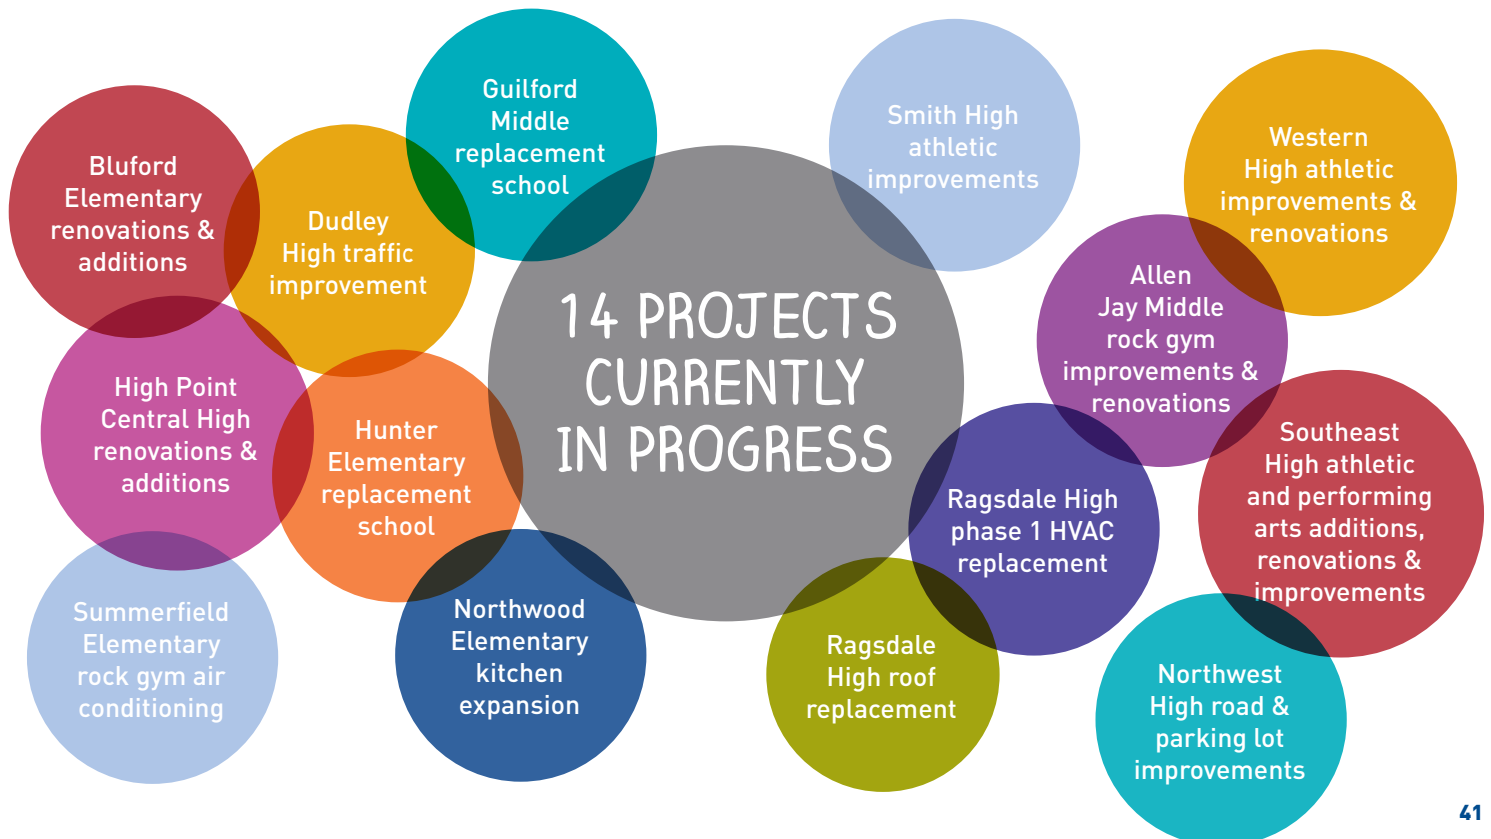 Guilford
Middle
replacement
school
Smith High
athletic
improvements
Western
High athletic
improvements &
renovations
Bluford
Elementary
renovations &
additions
Dudley
High traffic
improvement
Allen
Jay Middle
rock gym
improvements &
renovations
14 PROJECTS
CURRENTLY
IN PROGRESS
High Point
Central High
renovations &
additions
Hunter
Elementary
replacement
school
Southeast
High athletic
and performing
arts additions,
renovations &
improvements
Ragsdale High
phase 1 HVAC
replacement
Summerfield
Elementary
rock gym air
conditioning
Northwood
Elementary
kitchen
expansion
Ragsdale
High roof
replacement
Northwest
High road &
parking lot
improvements
41